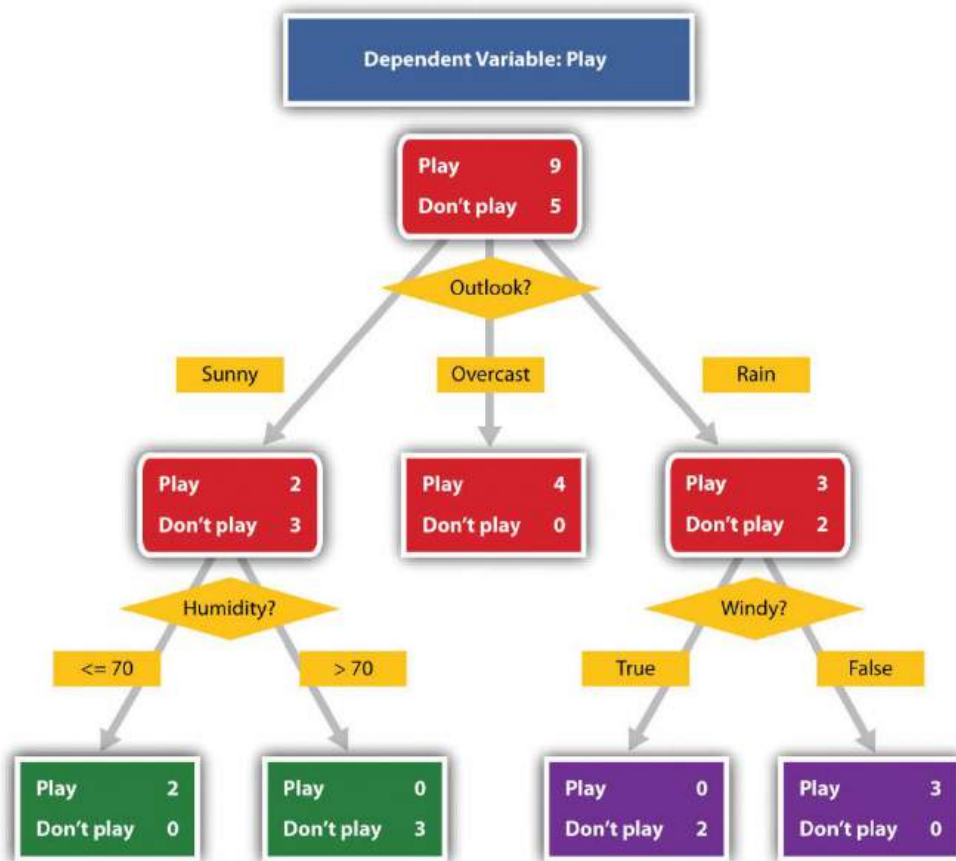 Dependent Variable: Play
Play 9
Don't play 5
Outlook?
Sunny
Overcast
Rain
Play 2
Don't play 3
Play 4
Don't play 0
Play 3
Don't play 2
Humidity?
Windy?
<= 70
> 70
True
False
Play 2
Don't play 0
Play 0
Don't play 3
Play 0
Don't play 2
Play 3
Don't play 0